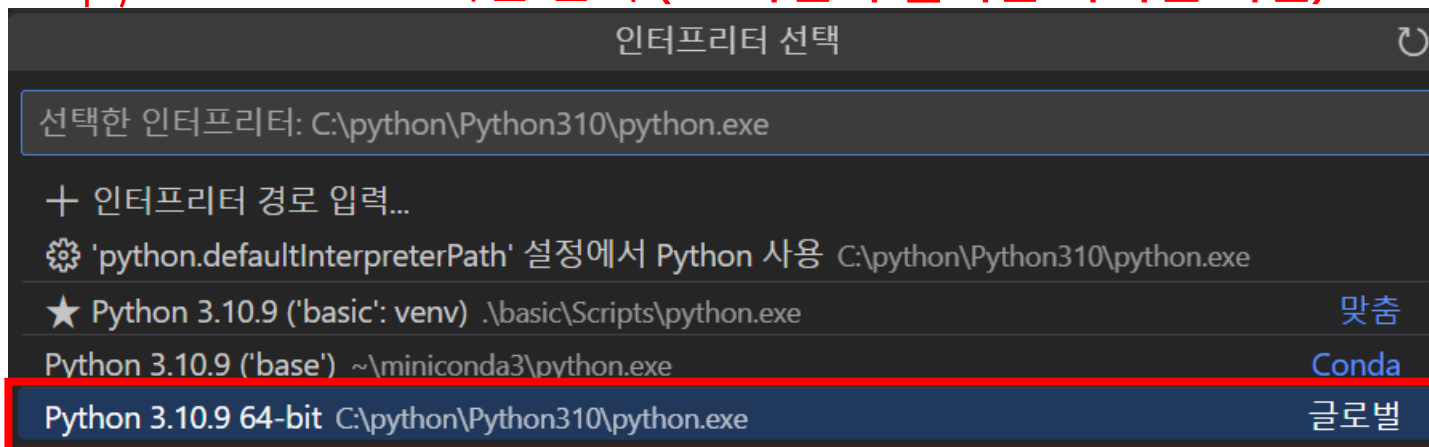 인터프리터 선택
선택한 인터프리터: C:\python\Python310\python.exe
+ 인터프리터 경로 입력...
'python.defaultInterpreterPath' 설정에서 Python 사용 C:\python\Python310\python.exe
★ Python 3.10.9 ('basic': venv) .\basic\Scripts\python.exe 맞춤
Python 3.10.9 ('base') ~\miniconda3\python.exe Conda
Python 3.10.9 64-bit C:\python\Python310\python.exe 글로벌